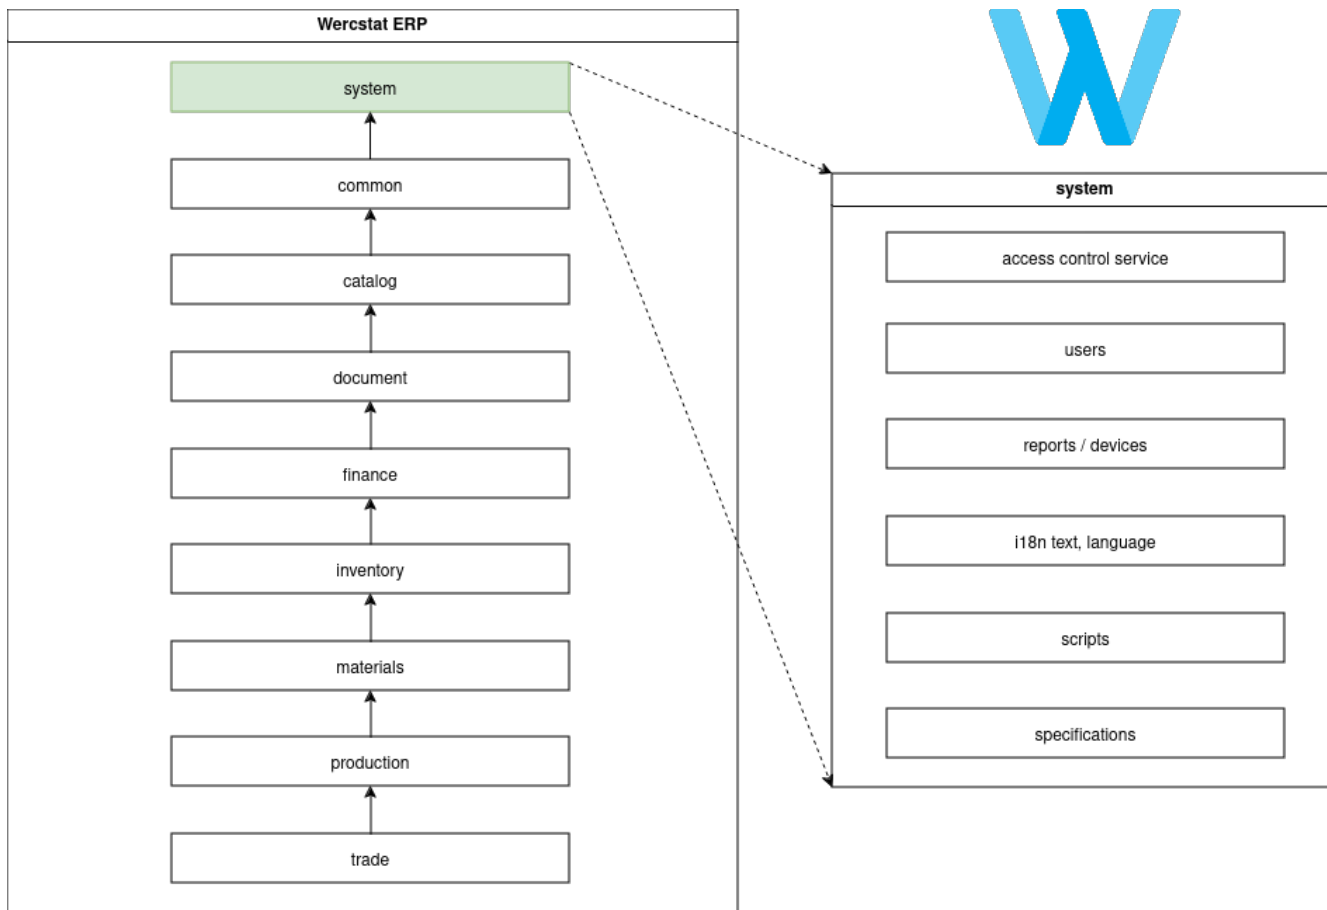 Wercstat ERP
system
common
catalog
document
finance
inventory
materials
production
trade
system
access control service
users
reports / devices
i18n text, language
scripts
specifications